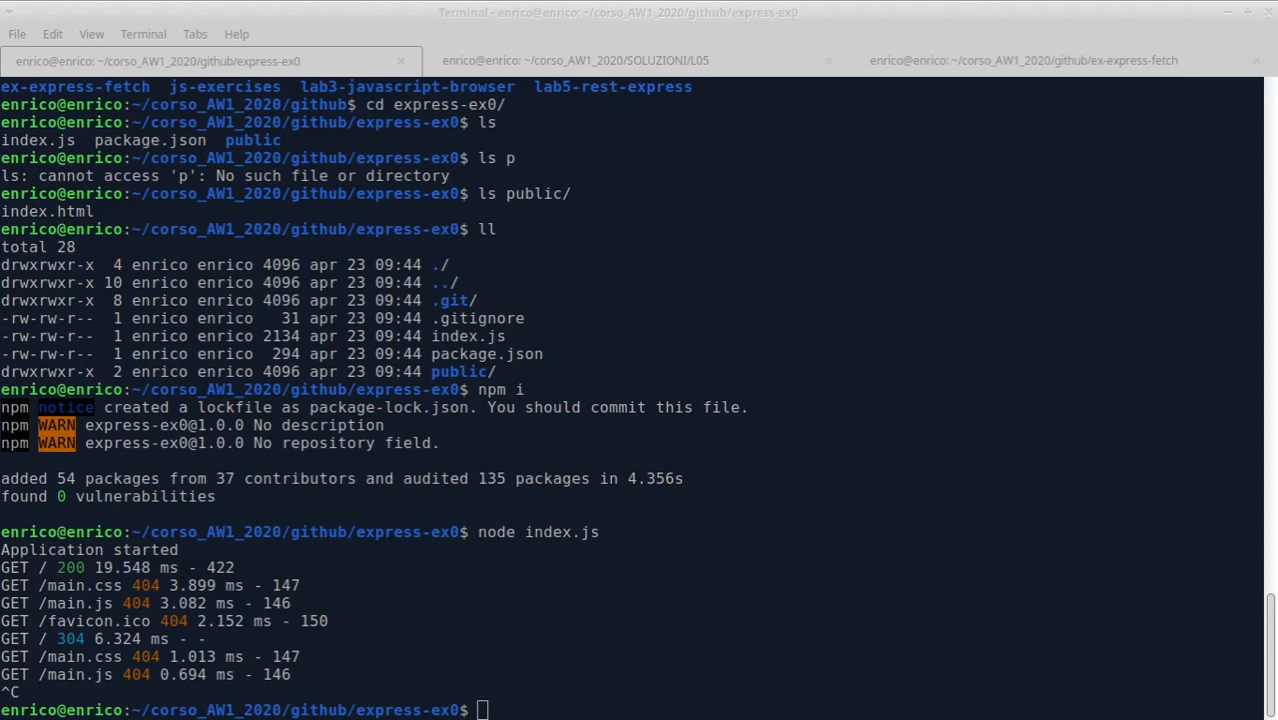 Terminal - enrico@enrico: ~/corso_AW1_2020/github/express-ex0
File Edit View Terminal Tabs Help
enrico@enrico: ~/corso_AW1_2020/github/express-ex0 × enrico@enrico: ~/corso_AW1_2020/SOLUZIONI/L05 × enrico@enrico: ~/corso_AW1_2020/github/ex-express-fetch ×
ex-express-fetch  js-exercises  lab3-javascript-browser  lab5-rest-express
enrico@enrico:~/corso_AW1_2020/github$ cd express-ex0/
enrico@enrico:~/corso_AW1_2020/github/express-ex0$ ls
index.js  package.json  public
enrico@enrico:~/corso_AW1_2020/github/express-ex0$ ls p
ls: cannot access 'p': No such file or directory
enrico@enrico:~/corso_AW1_2020/github/express-ex0$ ls public/
index.html
enrico@enrico:~/corso_AW1_2020/github/express-ex0$ ll
total 28
drwxrwxr-x  4 enrico enrico 4096 apr 23 09:44 ./
drwxrwxr-x 10 enrico enrico 4096 apr 23 09:44 ../
drwxrwxr-x  8 enrico enrico 4096 apr 23 09:44 .git/
-rw-rw-r--  1 enrico enrico   31 apr 23 09:44 .gitignore
-rw-rw-r--  1 enrico enrico 2134 apr 23 09:44 index.js
-rw-rw-r--  1 enrico enrico  294 apr 23 09:44 package.json
drwxrwxr-x  2 enrico enrico 4096 apr 23 09:44 public/
enrico@enrico:~/corso_AW1_2020/github/express-ex0$ npm i
npm notice created a lockfile as package-lock.json. You should commit this file.
npm WARN express-ex0@1.0.0 No description
npm WARN express-ex0@1.0.0 No repository field.
added 54 packages from 37 contributors and audited 135 packages in 4.356s
found 0 vulnerabilities
enrico@enrico:~/corso_AW1_2020/github/express-ex0$ node index.js
Application started
GET / 200 19.548 ms - 422
GET /main.css 404 3.899 ms - 147
GET /main.js 404 3.082 ms - 146
GET /favicon.ico 404 2.152 ms - 150
GET / 304 6.324 ms - -
GET /main.css 404 1.013 ms - 147
GET /main.js 404 0.694 ms - 146
^C
enrico@enrico:~/corso_AW1_2020/github/express-ex0$